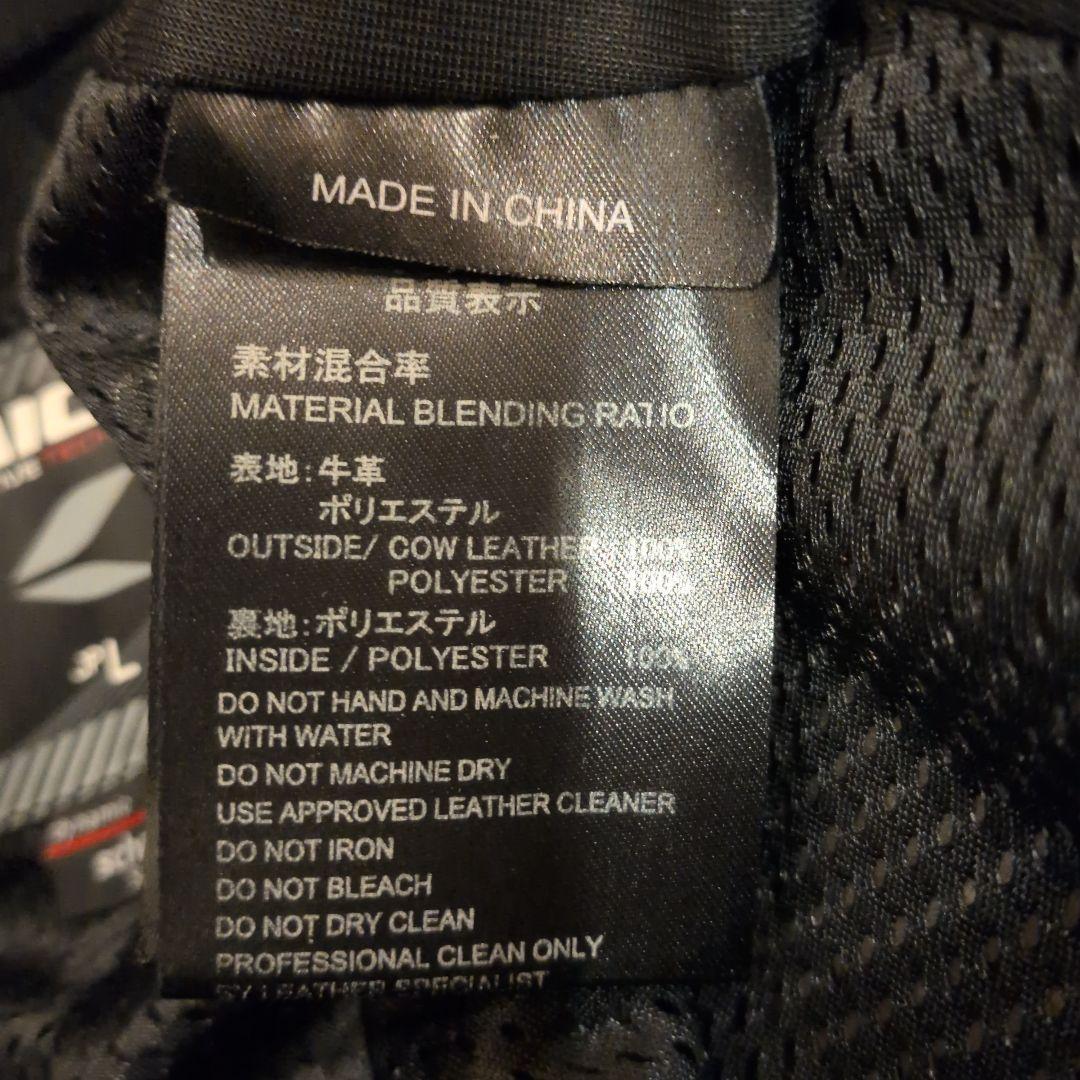 MADE IN CHINA
品質表示
素材混合率
MATERIAL BLENDING RATIO
表地:牛革
ポリエステル
OUTSIDE/ COW LEATHER 100%
POLYESTER 100%
裏地:ポリエステル
INSIDE / POLYESTER 100%
DO NOT HAND AND MACHINE WASH
WITH WATER
DO NOT MACHINE DRY
USE APPROVED LEATHER CLEANER
DO NOT IRON
DO NOT BLEACH
DO NOT DRY CLEAN
PROFESSIONAL CLEAN ONLY
BY LEATHER SPECIALIST